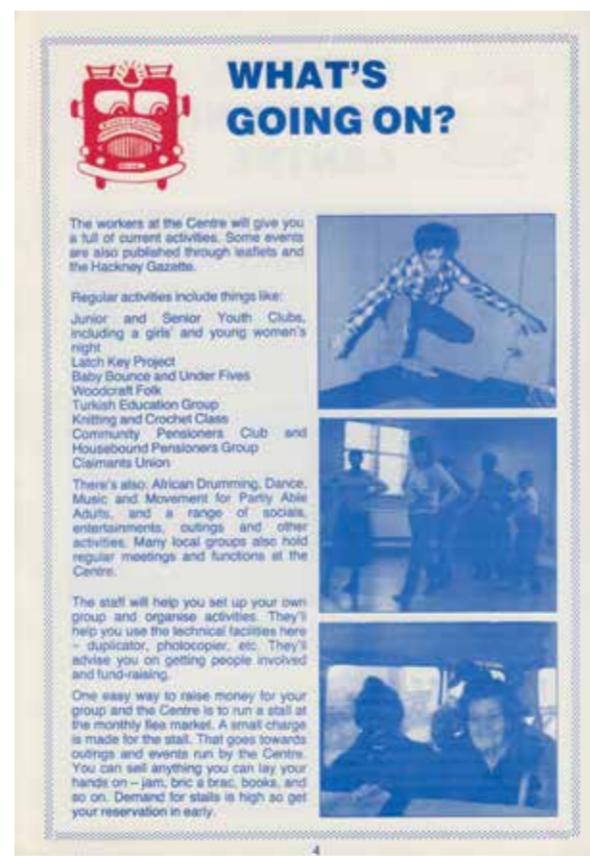 WHAT'S
GOING ON?
The workers at the Centre will give you
a full of current activities. Some events
are also published through leaflets and
the Hackney Gazette.
Regular activities include things like:
Junior and Senior Youth Clubs,
including a girls' and young women's
night
Latch Key Project
Baby Bounce and Under Fives
Woodcraft Folk
Turkish Education Group
Knitting and Crochet Class
Community Pensioners Club and
Housebound Pensioners Group
Claimants Union
There's also: African Drumming, Dance,
Music and Movement for Partly Able
Adults, and a range of socials,
entertainments, outings and other
activities. Many local groups also hold
regular meetings and functions at the
Centre.
The staff will help you set up your own
group and organise activities. They'll
help you use the technical facilities here
– duplicator, photocopier, etc. They'll
advise you on getting people involved
and fund-raising.
One easy way to raise money for your
group and the Centre is to run a stall at
the monthly flea market. A small charge
is made for the stall. That goes towards
outings and events run by the Centre.
You can sell anything you can lay your
hands on – jam, bric a brac, books, and
so on. Demand for stalls is high so get
your reservation in early.
4